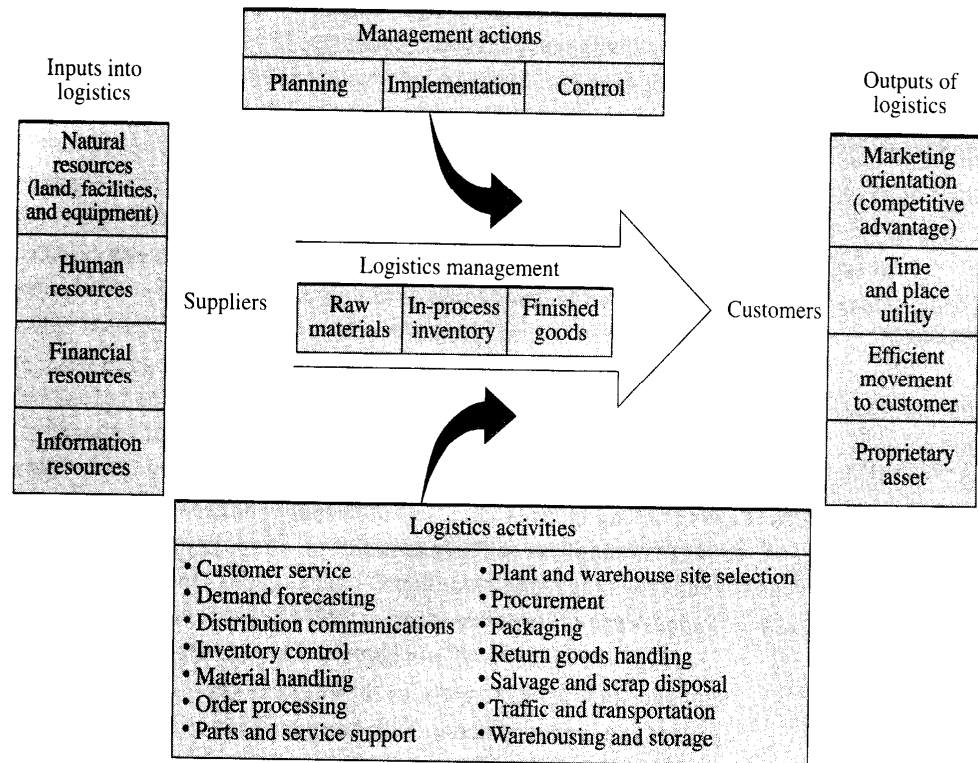 Management actions
Planning
Implementation
Control
Inputs into
logistics
Natural
resources
(land, facilities,
and equipment)
Human
resources
Financial
resources
Information
resources
Suppliers
Logistics management
Raw
materials
In-process
inventory
Finished
goods
Customers
Outputs of
logistics
Marketing
orientation
(competitive
advantage)
Time
and place
utility
Efficient
movement
to customer
Proprietary
asset
Logistics activities
• Customer service
• Demand forecasting
• Distribution communications
• Inventory control
• Material handling
• Order processing
• Parts and service support
• Plant and warehouse site selection
• Procurement
• Packaging
• Return goods handling
• Salvage and scrap disposal
• Traffic and transportation
• Warehousing and storage